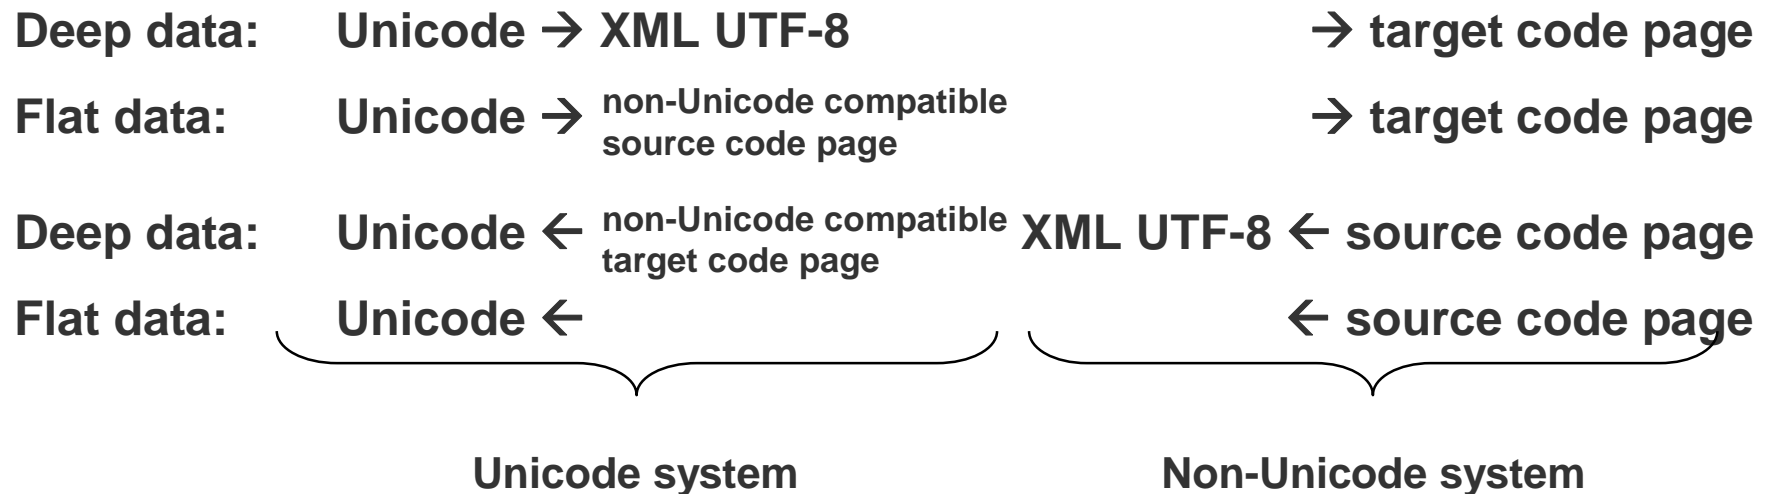 Deep data: Unicode → XML UTF-8 → target code page
Flat data: Unicode → non-Unicode compatible source code page → target code page
Deep data: Unicode ← non-Unicode compatible target code page XML UTF-8 ← source code page
Flat data: Unicode ← ← source code page
Unicode system Non-Unicode system